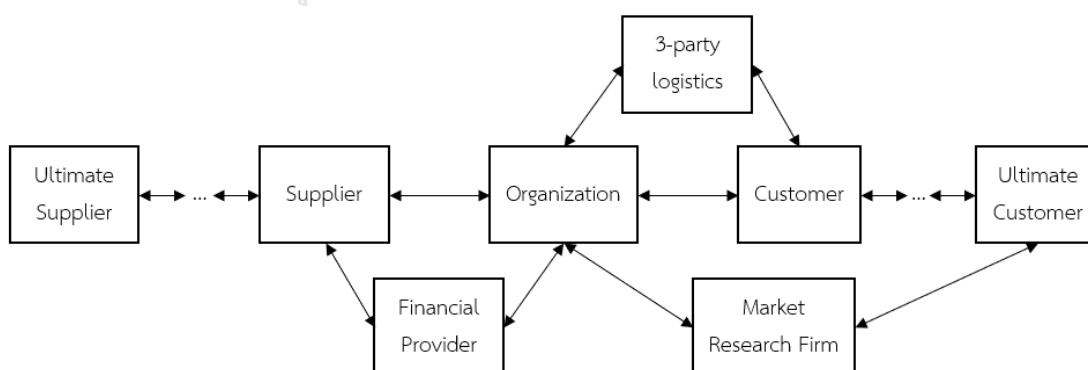 3-party
logistics
Ultimate
Supplier
...
Supplier
Organization
Customer
...
Ultimate
Customer
Financial
Provider
Market
Research Firm